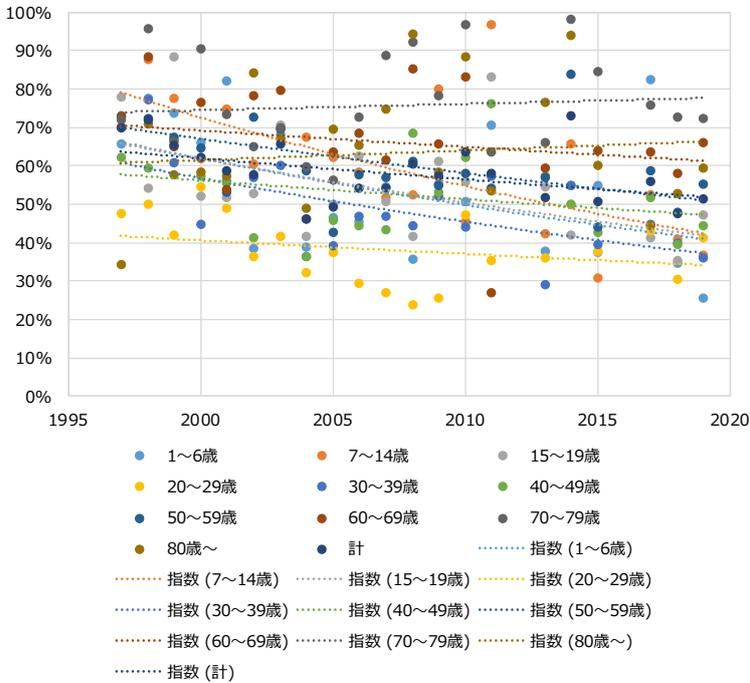 100%
90%
80%
70%
60%
50%
40%
30%
20%
10%
0%
1995 2000 2005 2010 2015 2020
1～6歳 7～14歳 15～19歳
20～29歳 30～39歳 40～49歳
50～59歳 60～69歳 70～79歳
80歳～ 計 指数 (1～6歳)
指数 (7～14歳) 指数 (15～19歳) 指数 (20～29歳)
指数 (30～39歳) 指数 (40～49歳) 指数 (50～59歳)
指数 (60～69歳) 指数 (70～79歳) 指数 (80歳～)
指数 (計)